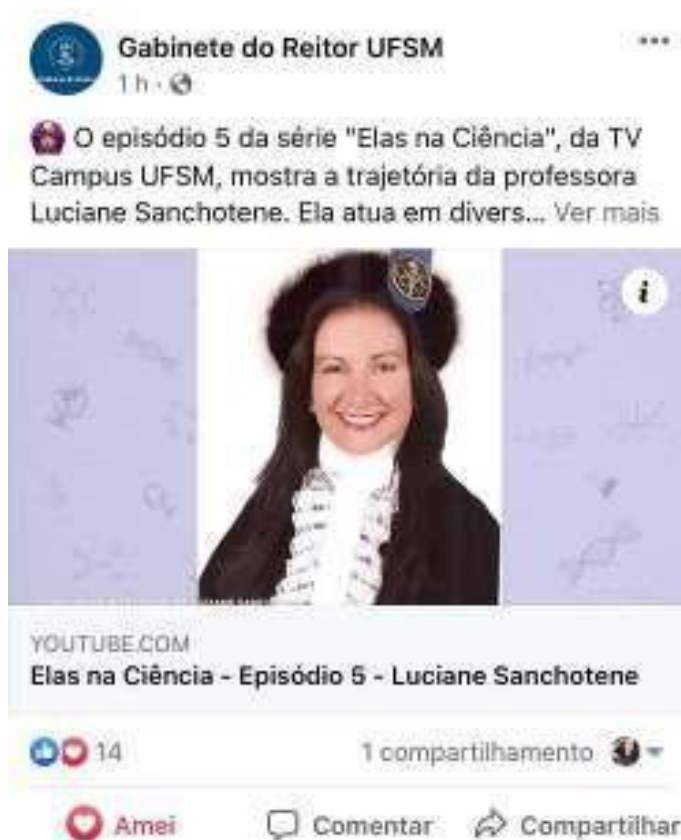 Gabinete do Reitor UFSM
1 h ·
O episódio 5 da série "Elas na Ciência", da TV
Campus UFSM, mostra a trajetória da professora
Luciane Sanchotene. Ela atua em divers... Ver mais
i
YOUTUBE.COM
Elas na Ciência - Episódio 5 - Luciane Sanchotene
14
1 compartilhamento
Amei
Comentar
Compartilhar